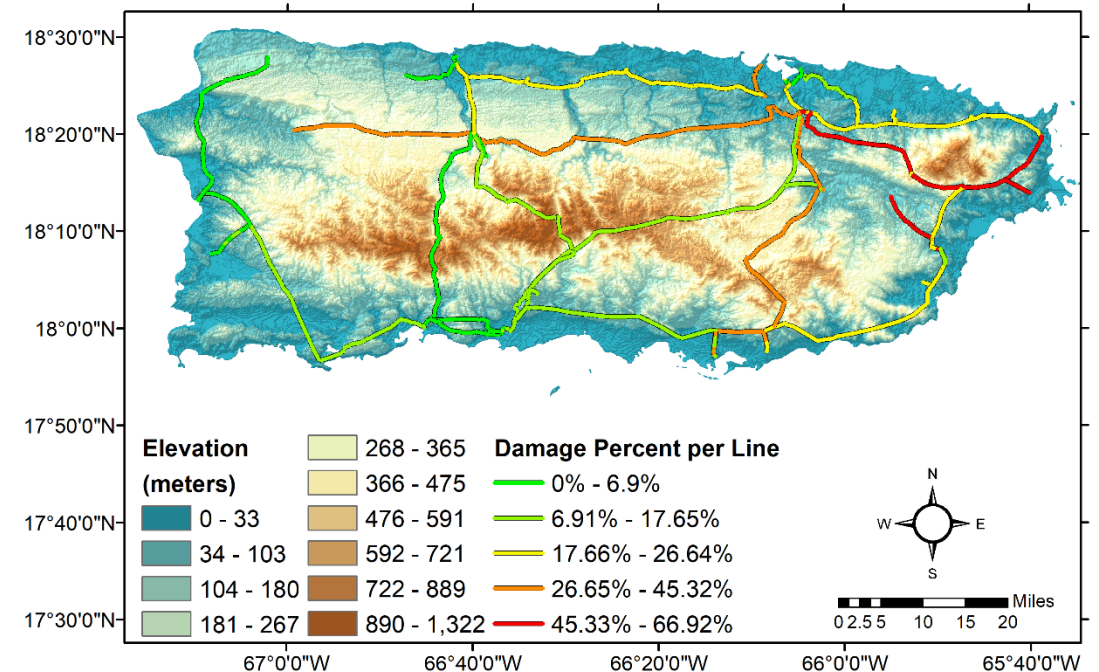 18°30'0"N
18°20'0"N
18°10'0"N
18°0'0"N
17°50'0"N
17°40'0"N
17°30'0"N
Elevation
(meters)
0 - 33
34 - 103
104 - 180
181 - 267
268 - 365
366 - 475
476 - 591
592 - 721
722 - 889
890 - 1,322
Damage Percent per Line
0% - 6.9%
6.91% - 17.65%
17.66% - 26.64%
26.65% - 45.32%
45.33% - 66.92%
N
W E
S
Miles
0 2.5 5 10 15 20
67°0'0"W 66°40'0"W 66°20'0"W 66°0'0"W 65°40'0"W